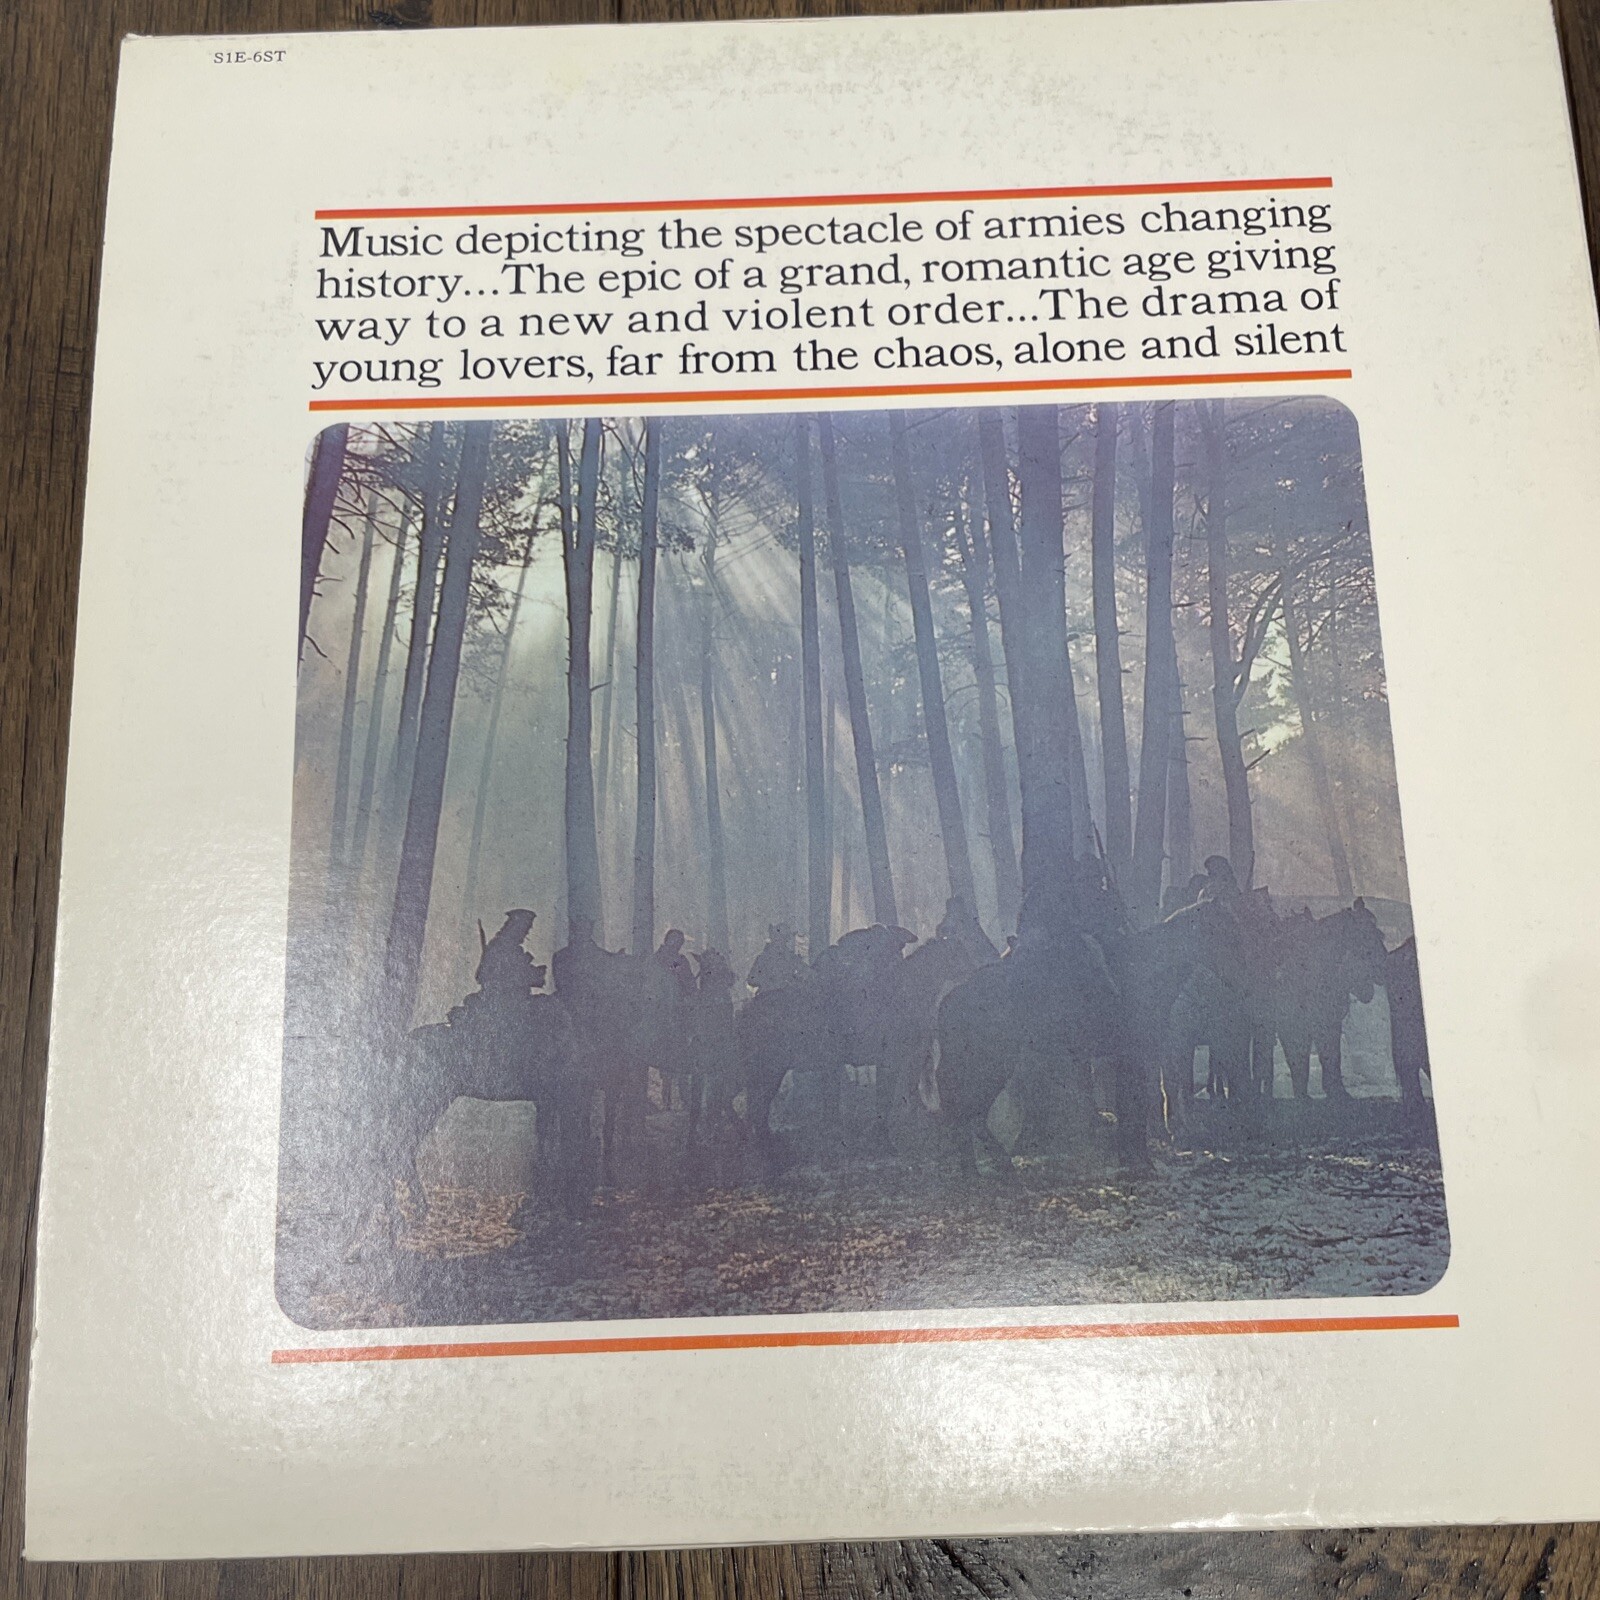 S1E-6ST
Music depicting the spectacle of armies changing
history...The epic of a grand, romantic age giving
way to a new and violent order...The drama of
young lovers, far from the chaos, alone and silent